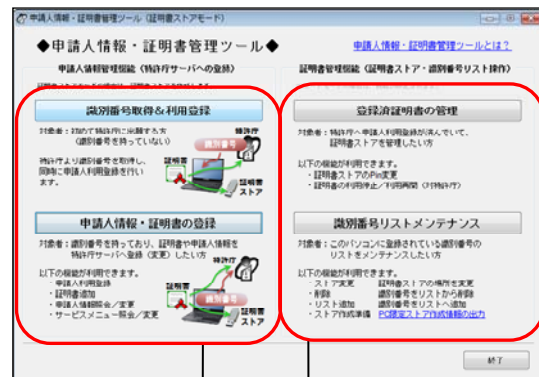 申請人情報・証明書管理ツール（証明書ストアモード）
◆申請人情報・証明書管理ツール◆
申請人情報・証明書管理ツールとは？
申請人情報管理機能（特許庁サーバへの登録）
証明書管理機能（証明書ストア・識別番号リスト操作）
識別番号取得＆利用登録
対象者：初めて特許庁に出願する方
（識別番号を持っていない）
特許庁
識別番号
特許庁より識別番号を取得し、
同時に申請人利用登録を行い
ます。
証明書
証明書
ストア
申請人情報・証明書の登録
対象者：識別番号を持っており、証明書や申請人情報を
特許庁サーバへ登録（変更）したい方
特許庁
以下の機能が利用できます。
・申請人利用登録
・証明書追加
・申請人情報照会／変更
・サービスメニュー照会／変更
証明書
識別番号
証明書
ストア
登録済証明書の管理
対象者：特許庁へ申請人利用登録が済んでいて、
証明書ストアを管理したい方
以下の機能が利用できます。
・証明書ストアのPin変更
・証明書の利用停止／利用再開（対特許庁）
識別番号リストメンテナンス
対象者：このパソコンに登録されている識別番号の
リストをメンテナンスしたい方
以下の機能が利用できます。
・ストア変更 証明書ストアの場所を変更
・削除 識別番号をリストから削除
・リスト追加 識別番号をリストへ追加
・ストア作成準備 PC限定ストア作成情報の出力
終了